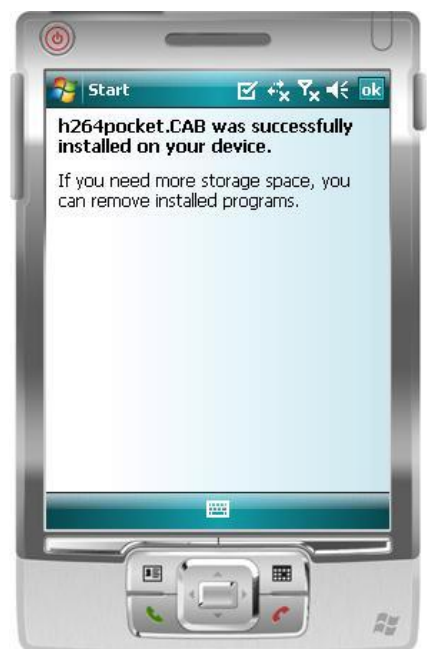 Start
ok
h264pocket.CAB was successfully
installed on your device.
If you need more storage space, you
can remove installed programs.